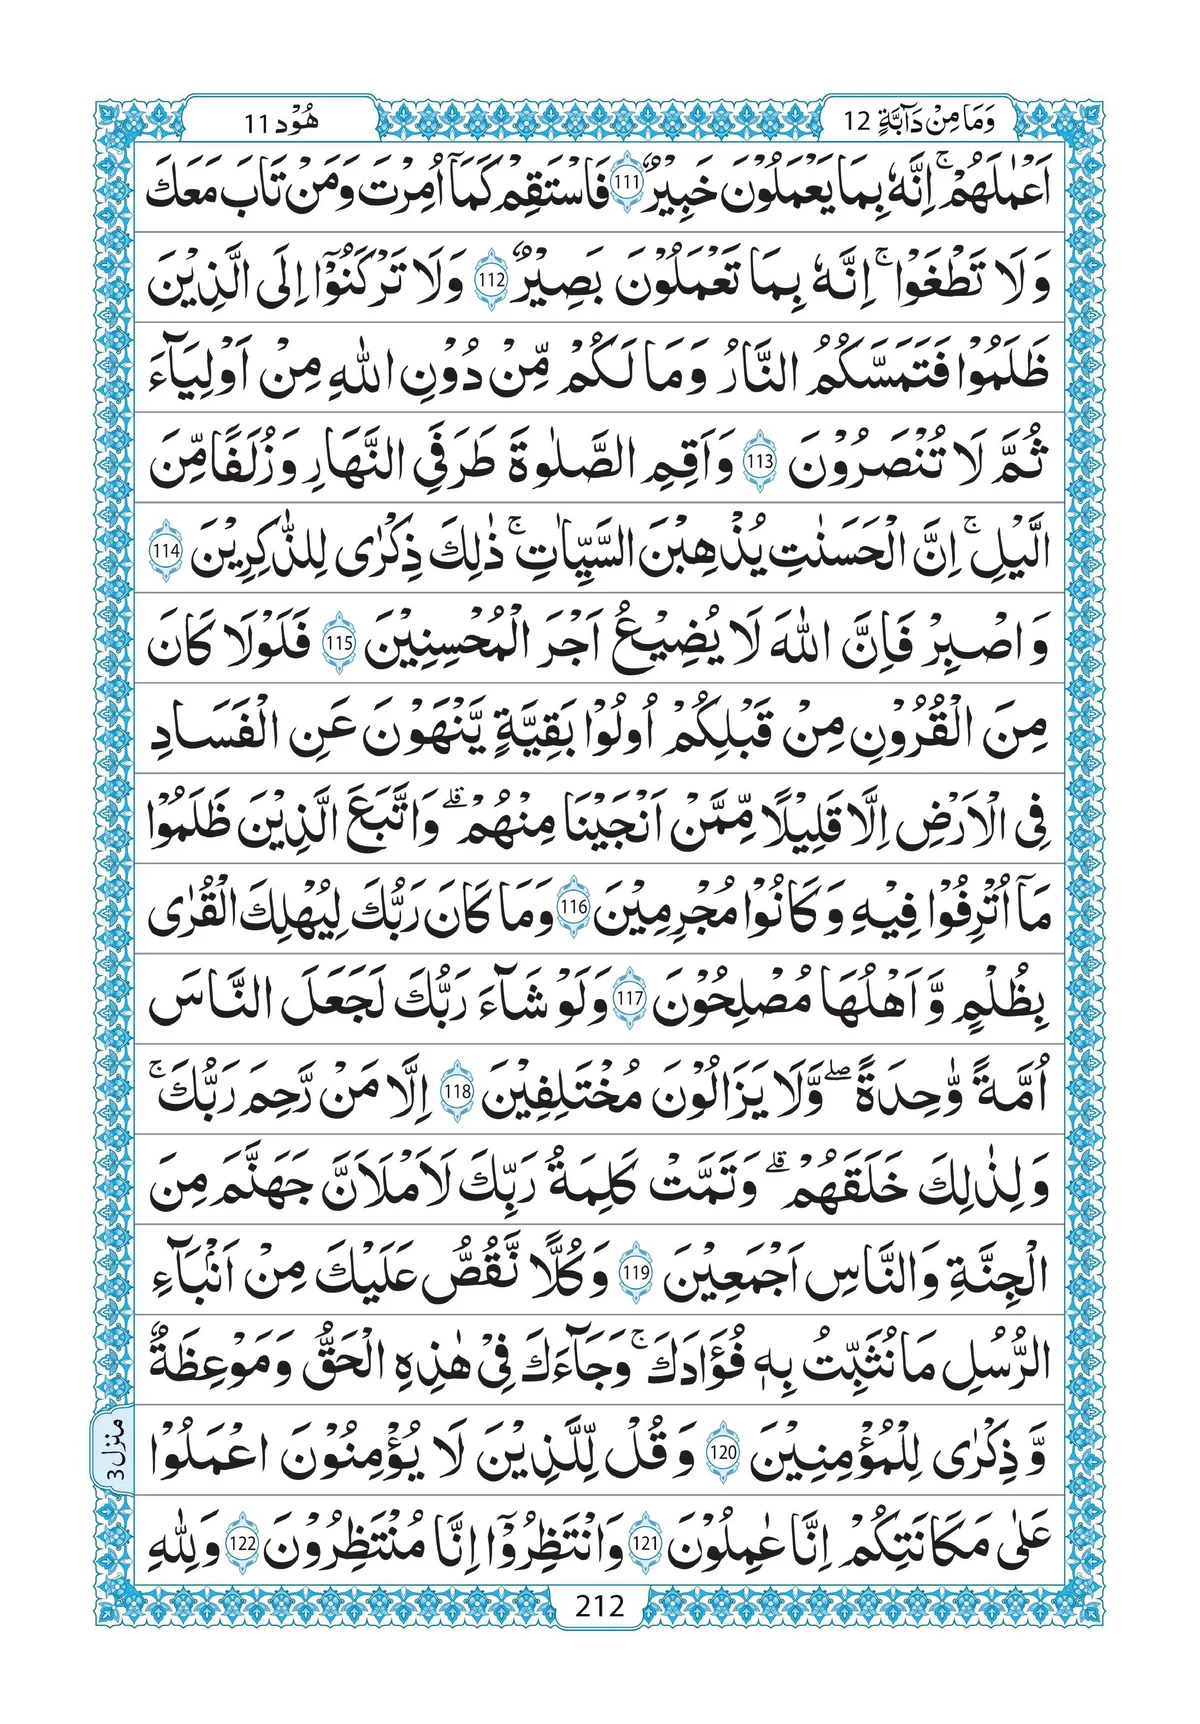 وَمَا مِنْ دَآبَّةٍ 12
هُوْد 11
اَعْمٰلَهُمْ ۚ اِنَّهٗ بِمَا يَعْمَلُوْنَ خَبِيْرٌ 111 فَاسْتَقِمْ كَمَآ اُمِرْتَ وَمَنْ تَابَ مَعَكَ
وَلَا تَطْغَوْا ۚ اِنَّهٗ بِمَا تَعْمَلُوْنَ بَصِيْرٌ 112 وَلَا تَرْكَنُوْٓا اِلَى الَّذِيْنَ
ظَلَمُوْا فَتَمَسَّكُمُ النَّارُ وَمَا لَكُمْ مِّنْ دُوْنِ اللّٰهِ مِنْ اَوْلِيَآءَ
ثُمَّ لَا تُنْصَرُوْنَ 113 وَاَقِمِ الصَّلٰوةَ طَرَفَيِ النَّهَارِ وَزُلَفًا مِّنَ
الَّيْلِ ۚ اِنَّ الْحَسَنٰتِ يُذْهِبْنَ السَّيِّاٰتِ ۚ ذٰلِكَ ذِكْرٰى لِلذّٰكِرِيْنَ 114
وَاصْبِرْ فَاِنَّ اللّٰهَ لَا يُضِيْعُ اَجْرَ الْمُحْسِنِيْنَ 115 فَلَوْلَا كَانَ
مِنَ الْقُرُوْنِ مِنْ قَبْلِكُمْ اُولُوْا بَقِيَّةٍ يَّنْهَوْنَ عَنِ الْفَسَادِ
فِى الْاَرْضِ اِلَّا قَلِيْلًا مِّمَّنْ اَنْجَيْنَا مِنْهُمْ ۗ وَاتَّبَعَ الَّذِيْنَ ظَلَمُوْا
مَآ اُتْرِفُوْا فِيْهِ وَكَانُوْا مُجْرِمِيْنَ 116 وَمَا كَانَ رَبُّكَ لِيُهْلِكَ الْقُرٰى
بِظُلْمٍ وَّاَهْلُهَا مُصْلِحُوْنَ 117 وَلَوْ شَآءَ رَبُّكَ لَجَعَلَ النَّاسَ
اُمَّةً وَّٰحِدَةً ۖ وَّلَا يَزَالُوْنَ مُخْتَلِفِيْنَ 118 اِلَّا مَنْ رَّحِمَ رَبُّكَ ۚ
وَلِذٰلِكَ خَلَقَهُمْ ۗ وَتَمَّتْ كَلِمَةُ رَبِّكَ لَاَمْلَاَنَّ جَهَنَّمَ مِنَ
الْجِنَّةِ وَالنَّاسِ اَجْمَعِيْنَ 119 وَكُلًّا نَّقُصُّ عَلَيْكَ مِنْ اَنْۢبَآءِ
الرُّسُلِ مَا نُثَبِّتُ بِهٖ فُؤَادَكَ ۚ وَجَآءَكَ فِيْ هٰذِهِ الْحَقُّ وَمَوْعِظَةٌ
وَّذِكْرٰى لِلْمُؤْمِنِيْنَ 120 وَقُلْ لِّلَّذِيْنَ لَا يُؤْمِنُوْنَ اعْمَلُوْا
عَلٰى مَكَانَتِكُمْ اِنَّا عٰمِلُوْنَ 121 وَانْتَظِرُوْٓا اِنَّا مُنْتَظِرُوْنَ 122 وَلِلّٰهِ
منزل 3
212